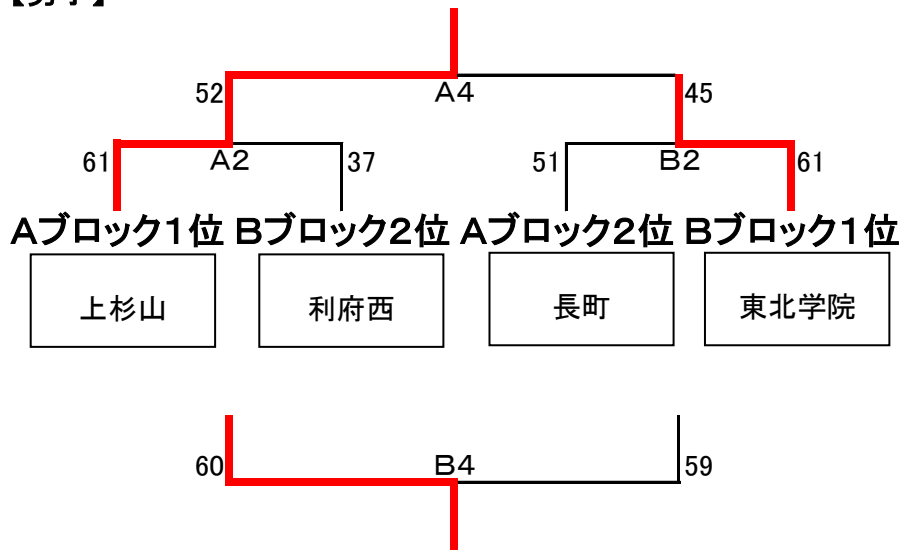 52 A4 45
61 A2 37 51 B2 61
Aブロック1位 Bブロック2位 Aブロック2位 Bブロック1位
上杉山 利府西 長町 東北学院
60 B4 59